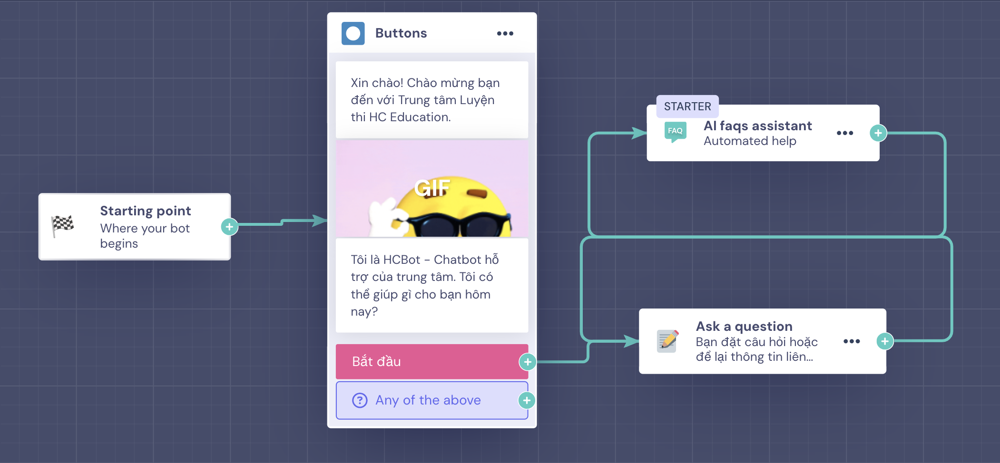 Starting point
Where your bot
begins
Buttons
Xin chào! Chào mừng bạn
đến với Trung tâm Luyện
thi HC Education.
GIF
Tôi là HCBot - Chatbot hỗ
trợ của trung tâm. Tôi có
thể giúp gì cho bạn hôm
nay?
Bắt đầu
? Any of the above
STARTER
FAQ
AI faqs assistant
Automated help
Ask a question
Bạn đặt câu hỏi hoặc
để lại thông tin liên...